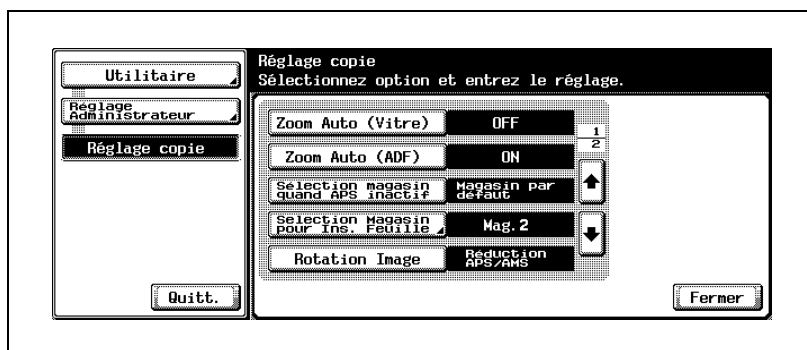 Utilitaire
Réglage
Administrateur
Réglage copie
Quitt.
Réglage copie
Sélectionnez option et entrez le réglage.
Zoom Auto (Vitre) OFF
Zoom Auto (ADF) ON
Sélection magasin
quand APS inactif
Magasin par
défaut
Sélection Magasin
pour Ins. Feuille
Mag. 2
Rotation Image
Réduction
APS/AMS
1
2
Fermer